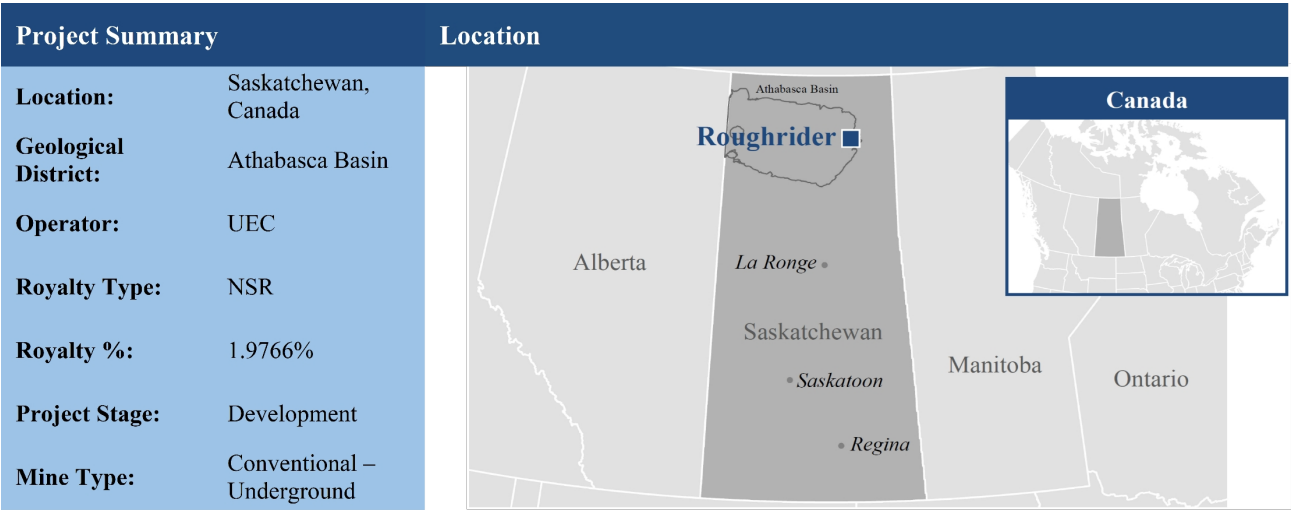 Project Summary
Location
Location:
Saskatchewan,
Canada
Geological
District:
Athabasca Basin
Operator:
UEC
Royalty Type:
NSR
Royalty %:
1.9766%
Project Stage:
Development
Mine Type:
Conventional –
Underground
Athabasca Basin
Roughrider
Canada
Alberta
La Ronge
Saskatchewan
Saskatoon
Manitoba
Ontario
Regina